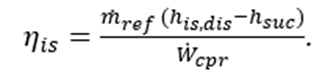 η_is = ṁ_ref (h_is,dis − h_suc) / Ẇ_cpr.